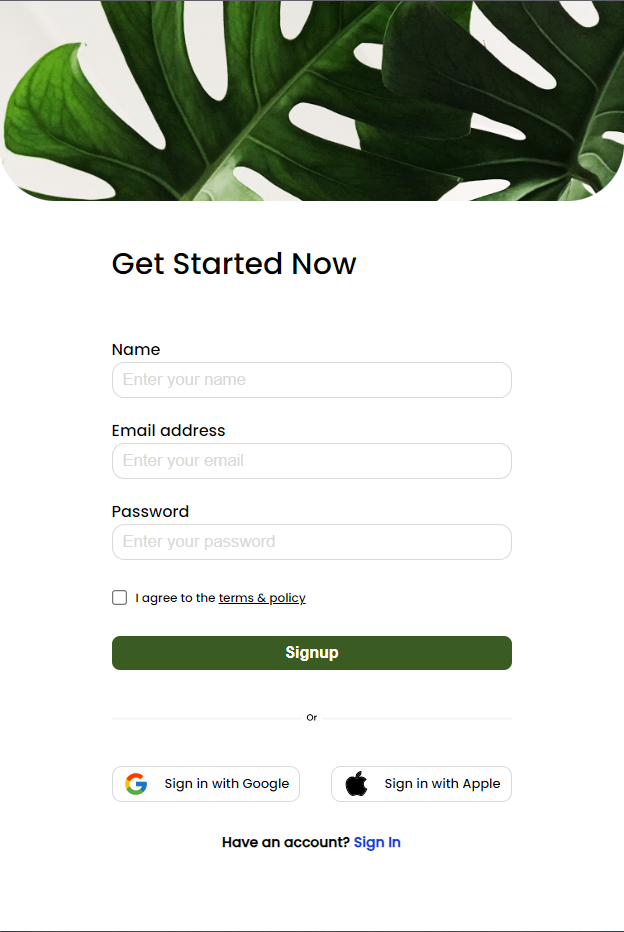 Get Started Now
Name
Enter your name
Email address
Enter your email
Password
Enter your password
I agree to the terms & policy
Signup
Or
Sign in with Google
Sign in with Apple
Have an account? Sign In